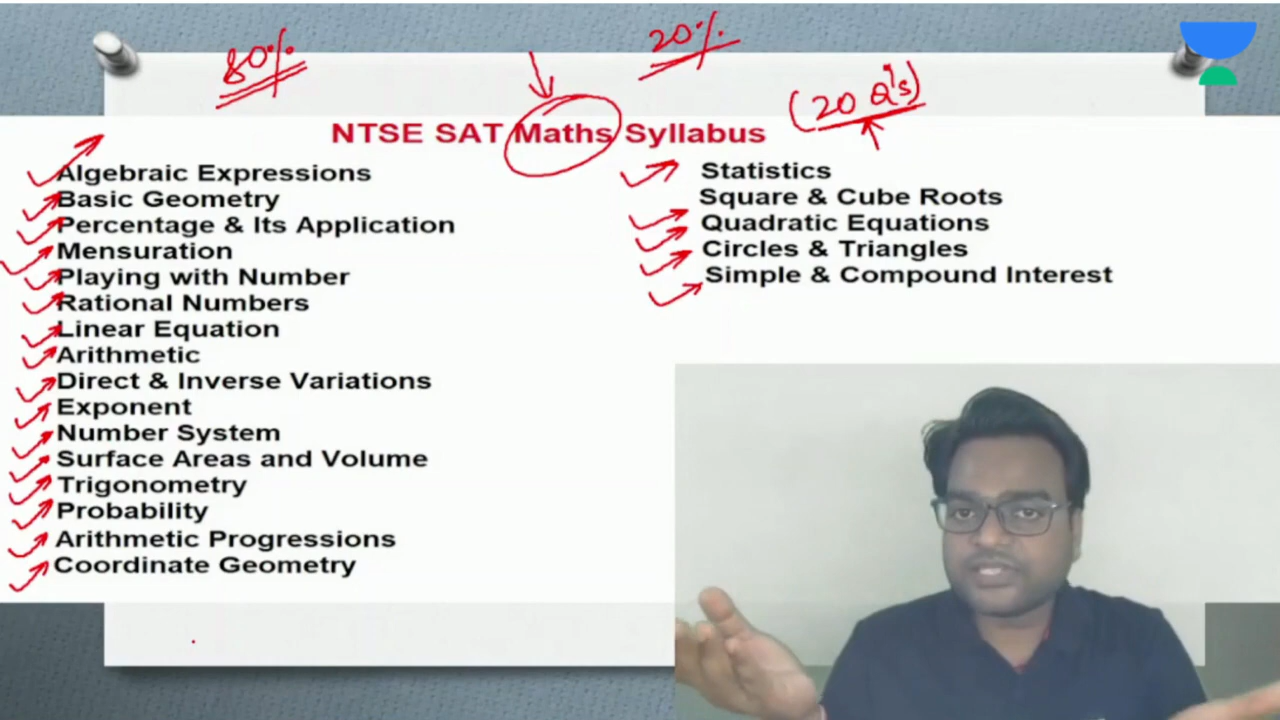 80%
20%
(20 Q's)
NTSE SAT Maths Syllabus
Algebraic Expressions
Basic Geometry
Percentage & Its Application
Mensuration
Playing with Number
Rational Numbers
Linear Equation
Arithmetic
Direct & Inverse Variations
Exponent
Number System
Surface Areas and Volume
Trigonometry
Probability
Arithmetic Progressions
Coordinate Geometry
Statistics
Square & Cube Roots
Quadratic Equations
Circles & Triangles
Simple & Compound Interest